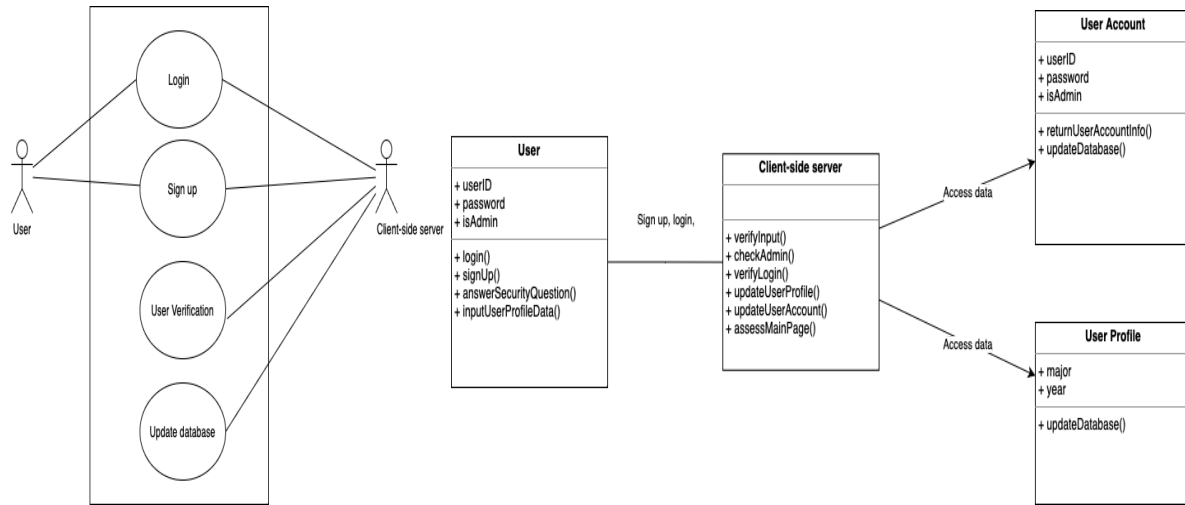 Login
Sign up
User Verification
Update database
User
Client-side server
User
+ userID
+ password
+ isAdmin
+ login()
+ signUp()
+ answerSecurityQuestion()
+ inputUserProfileData()
Sign up, login,
Client-side server
+ verifyInput()
+ checkAdmin()
+ verifyLogin()
+ updateUserProfile()
+ updateUserAccount()
+ assessMainPage()
Access data
Access data
User Account
+ userID
+ password
+ isAdmin
+ returnUserAccountInfo()
+ updateDatabase()
User Profile
+ major
+ year
+ updateDatabase()